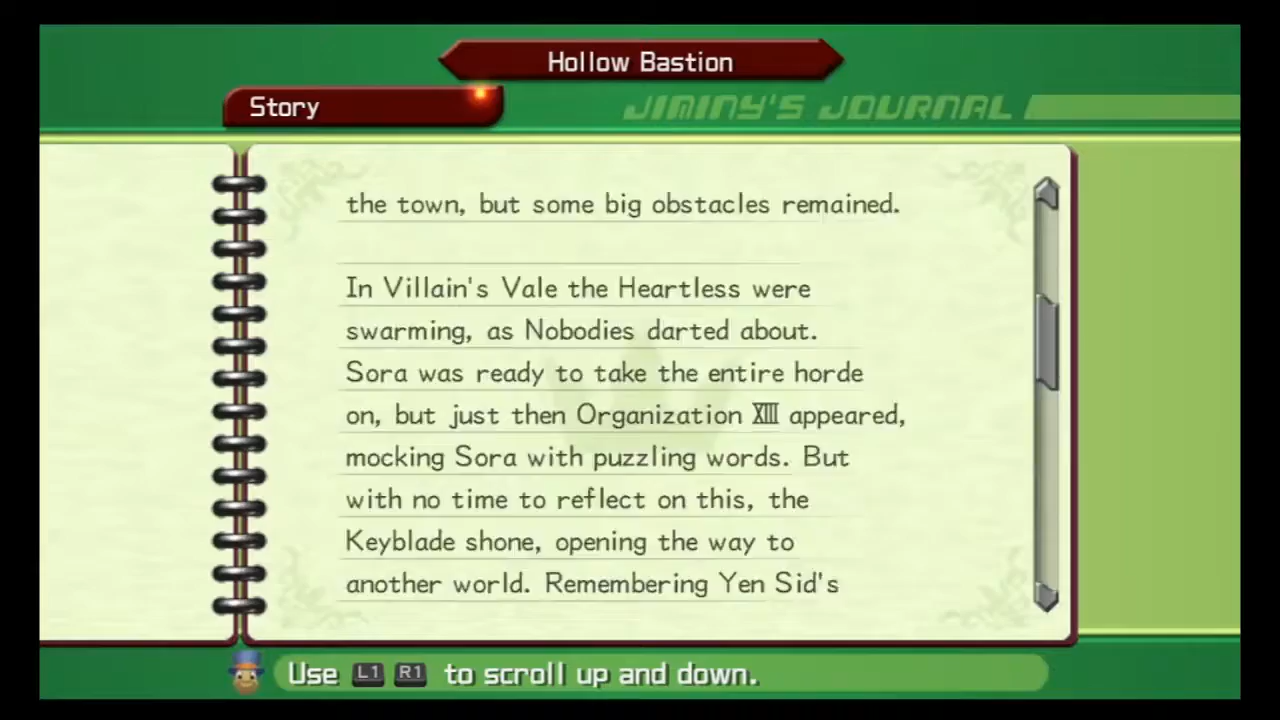 Hollow Bastion
Story
JIMINY'S JOURNAL
the town, but some big obstacles remained.
In Villain's Vale the Heartless were
swarming, as Nobodies darted about.
Sora was ready to take the entire horde
on, but just then Organization XIII appeared,
mocking Sora with puzzling words. But
with no time to reflect on this, the
Keyblade shone, opening the way to
another world. Remembering Yen Sid's
Use L1 R1 to scroll up and down.